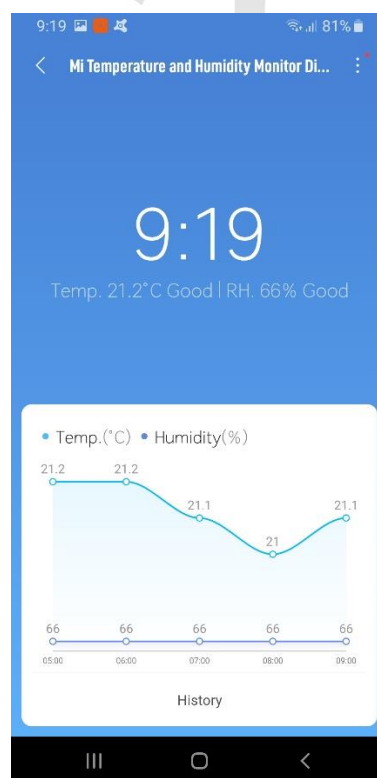 9:19 81%
Mi Temperature and Humidity Monitor Di...
9:19
Temp. 21.2°C Good | RH. 66% Good
Temp.(°C) Humidity(%)
21.2 21.2 21.1 21 21.1
66 66 66 66 66
05:00 06:00 07:00 08:00 09:00
History